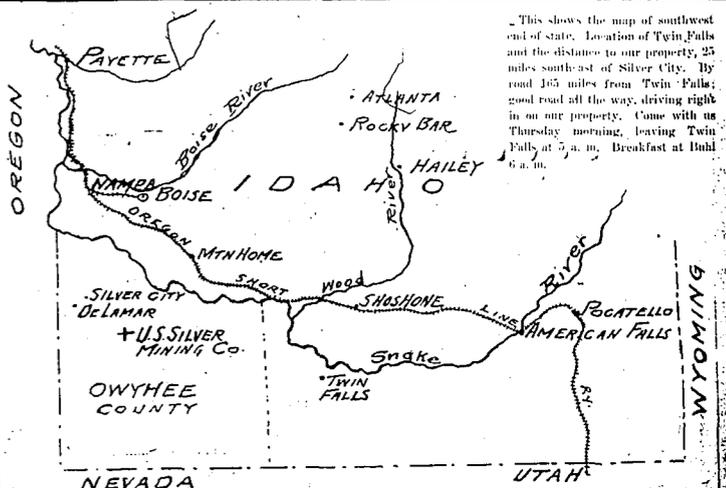 This shows the map of southwest
end of state. Location of Twin Falls
and the distance to our property, 25
miles southeast of Silver City. By
road 165 miles from Twin Falls;
good road all the way, driving right
in on our property. Come with us
Thursday morning, leaving Twin
Falls at 5 a. m. Breakfast at Buhl
6 a. m.
PAYETTE
OREGON
Boise River
ATLANTA
ROCKY BAR
HAILEY
IDAHO
NAMPA
BOISE
River
OREGON
MTN HOME
SHORT
Wood
SHOSHONE
LINE
River
POCATELLO
AMERICAN FALLS
WYOMING
SILVER CITY
DELAMAR
U.S. SILVER
MINING Co.
Snake
TWIN
FALLS
OWYHEE
COUNTY
RY.
NEVADA
UTAH